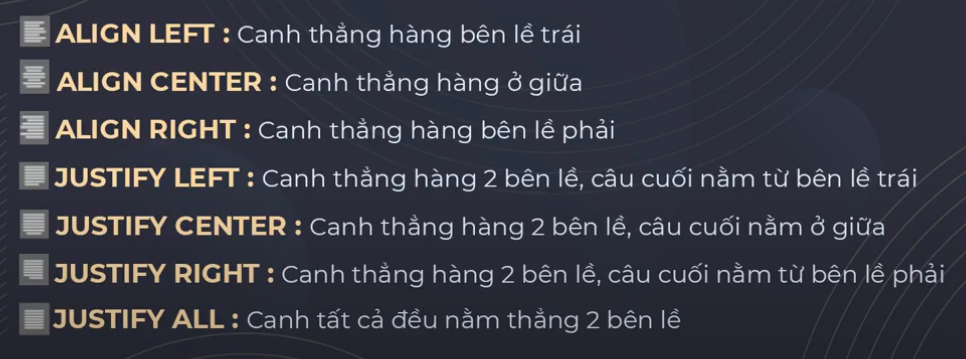 ALIGN LEFT : Canh thẳng hàng bên lề trái
ALIGN CENTER : Canh thẳng hàng ở giữa
ALIGN RIGHT : Canh thẳng hàng bên lề phải
JUSTIFY LEFT : Canh thẳng hàng 2 bên lề, câu cuối nằm từ bên lề trái
JUSTIFY CENTER : Canh thẳng hàng 2 bên lề, câu cuối nằm ở giữa
JUSTIFY RIGHT : Canh thẳng hàng 2 bên lề, câu cuối nằm từ bên lề phải
JUSTIFY ALL : Canh tất cả đều nằm thẳng 2 bên lề